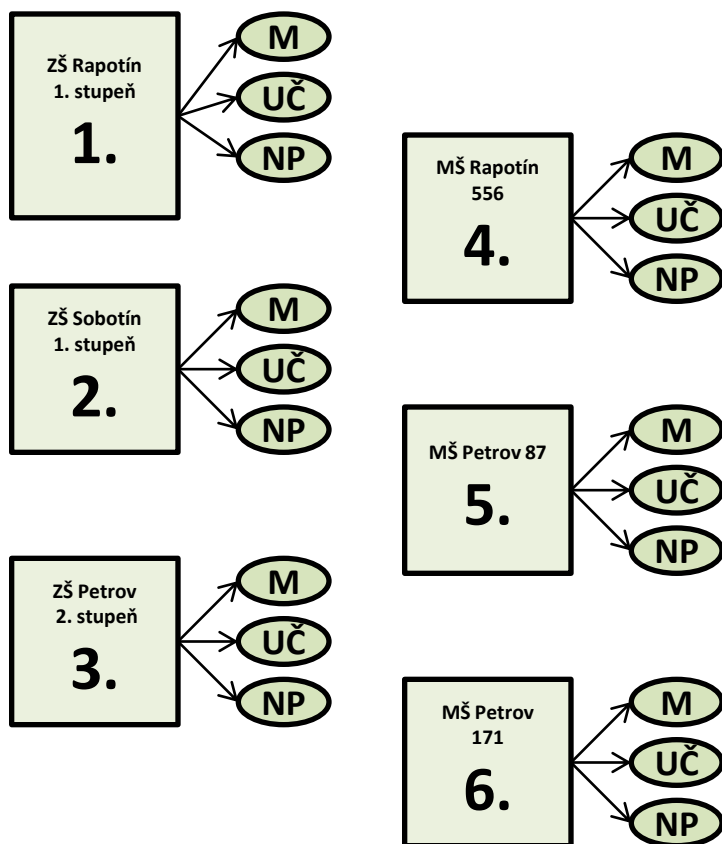 ZŠ Rapotín
1. stupeň
1.
M
UČ
NP
ZŠ Sobotín
1. stupeň
2.
M
UČ
NP
ZŠ Petrov
2. stupeň
3.
M
UČ
NP
MŠ Rapotín
556
4.
M
UČ
NP
MŠ Petrov 87
5.
M
UČ
NP
MŠ Petrov
171
6.
M
UČ
NP